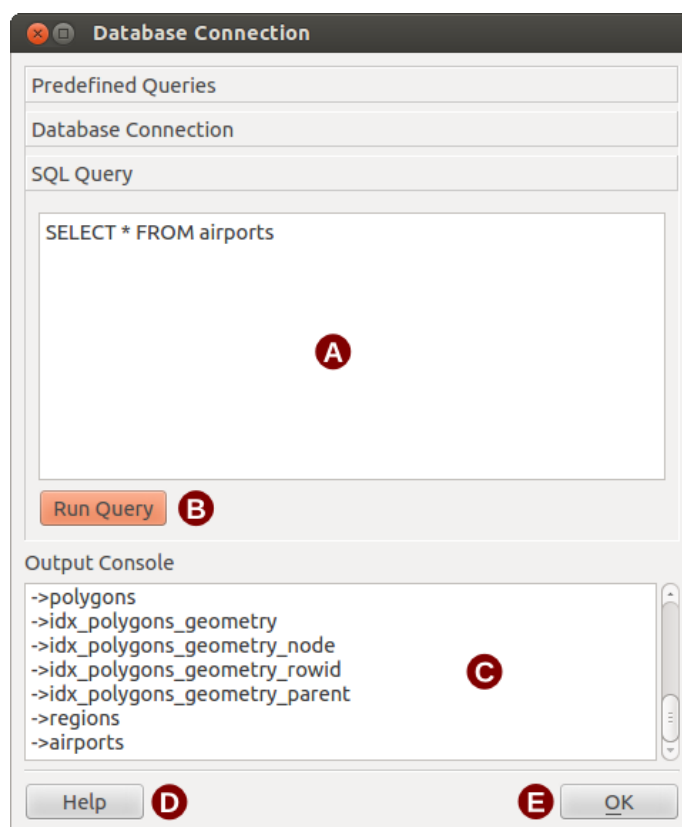 Database Connection
Predefined Queries
Database Connection
SQL Query
SELECT * FROM airports
A
Run Query B
Output Console
->polygons
->idx_polygons_geometry
->idx_polygons_geometry_node
->idx_polygons_geometry_rowid
->idx_polygons_geometry_parent
->regions
->airports
C
Help D E OK